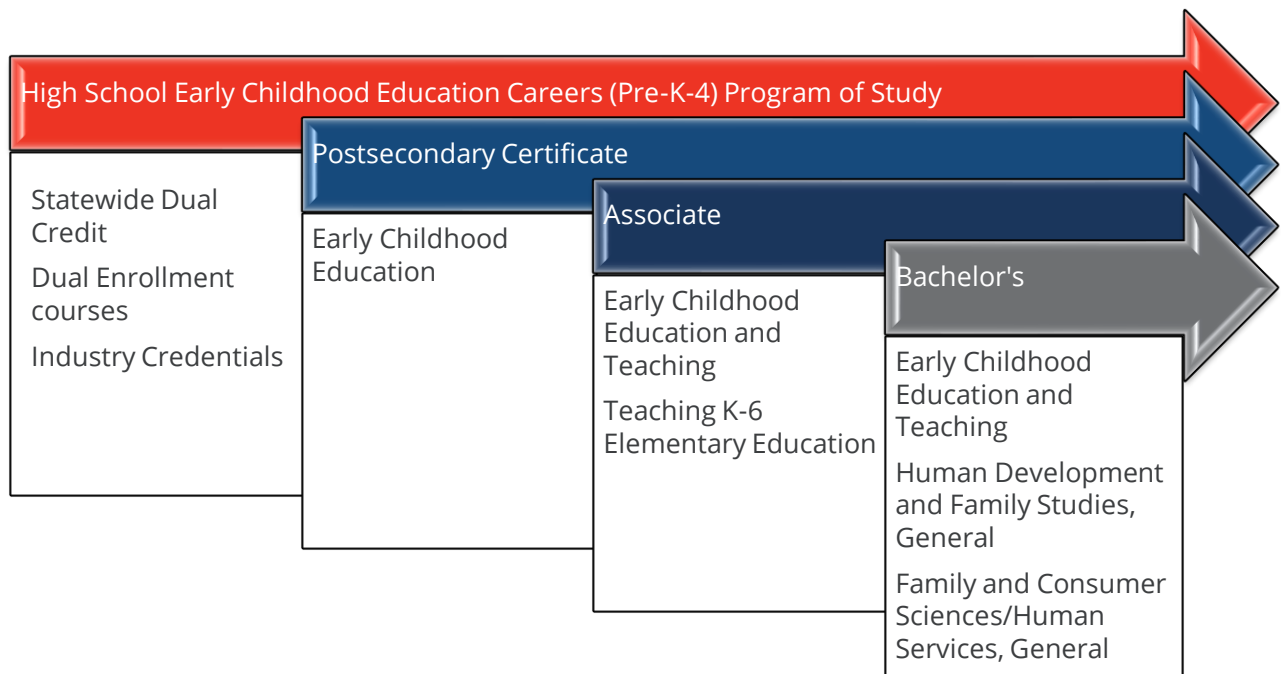 High School Early Childhood Education Careers (Pre-K-4) Program of Study
Statewide Dual
Credit
Dual Enrollment
courses
Industry Credentials
Postsecondary Certificate
Early Childhood
Education
Associate
Early Childhood
Education and
Teaching
Teaching K-6
Elementary Education
Bachelor's
Early Childhood
Education and
Teaching
Human Development
and Family Studies,
General
Family and Consumer
Sciences/Human
Services, General